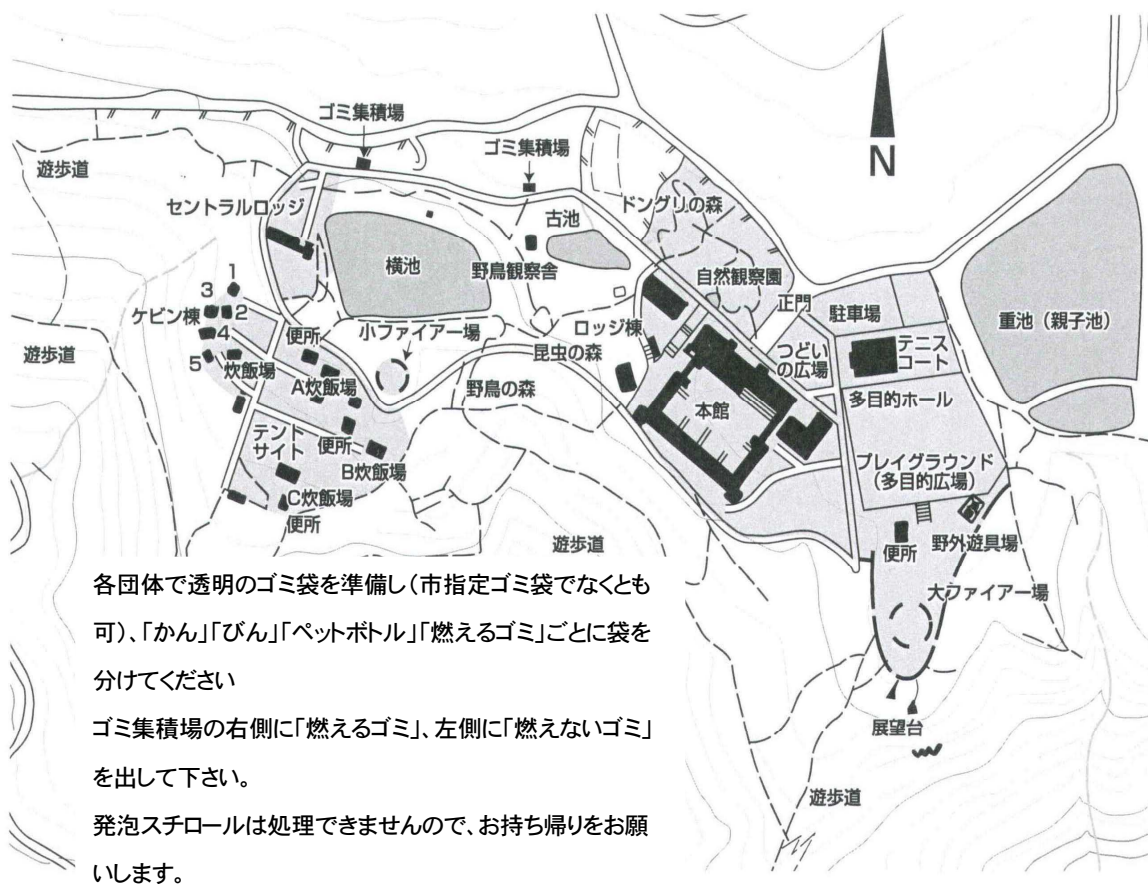 ゴミ集積場
ゴミ集積場
N
遊歩道
セントラルロッジ
古池
ドングリの森
横池
野鳥観察舎
自然観察園
1
3
2
ケビン棟
4
5
炊飯場
便所
小ファイアー場
ロッジ棟
正門
駐車場
重池(親子池)
遊歩道
昆虫の森
つどい
の広場
テニス
コート
A炊飯場
野鳥の森
本館
多目的ホール
テント
サイト
便所
B炊飯場
プレイグラウンド
(多目的広場)
C炊飯場
便所
遊歩道
便所
野外遊具場
大ファイアー場
展望台
遊歩道
各団体で透明のゴミ袋を準備し(市指定ゴミ袋でなくとも
可)、「かん」「びん」「ペットボトル」「燃えるゴミ」ごとに袋を
分けてください
ゴミ集積場の右側に「燃えるゴミ」、左側に「燃えないゴミ」
を出して下さい。
発泡スチロールは処理できませんので、お持ち帰りをお願
いします。